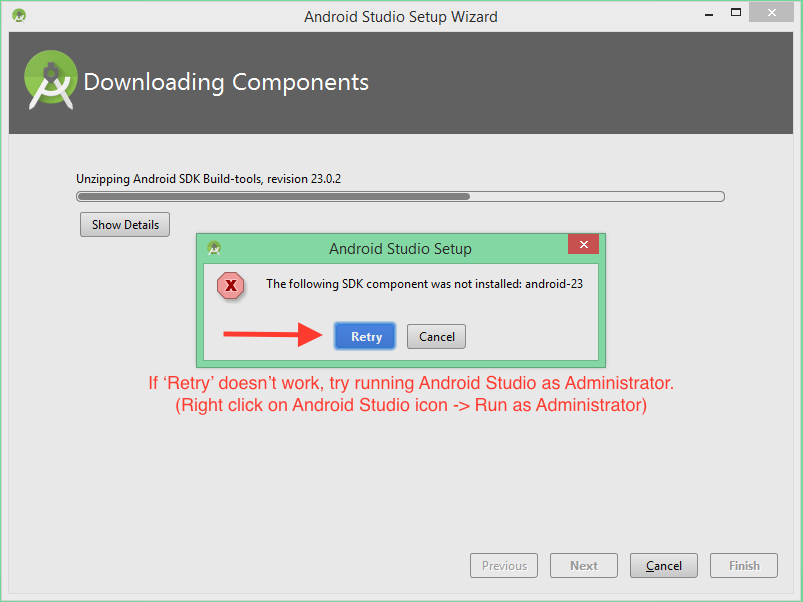 Android Studio Setup Wizard
Downloading Components
Unzipping Android SDK Build-tools, revision 23.0.2
Show Details
Android Studio Setup
The following SDK component was not installed: android-23
Retry Cancel
If ‘Retry’ doesn’t work, try running Android Studio as Administrator.
(Right click on Android Studio icon -> Run as Administrator)
Previous Next Cancel Finish